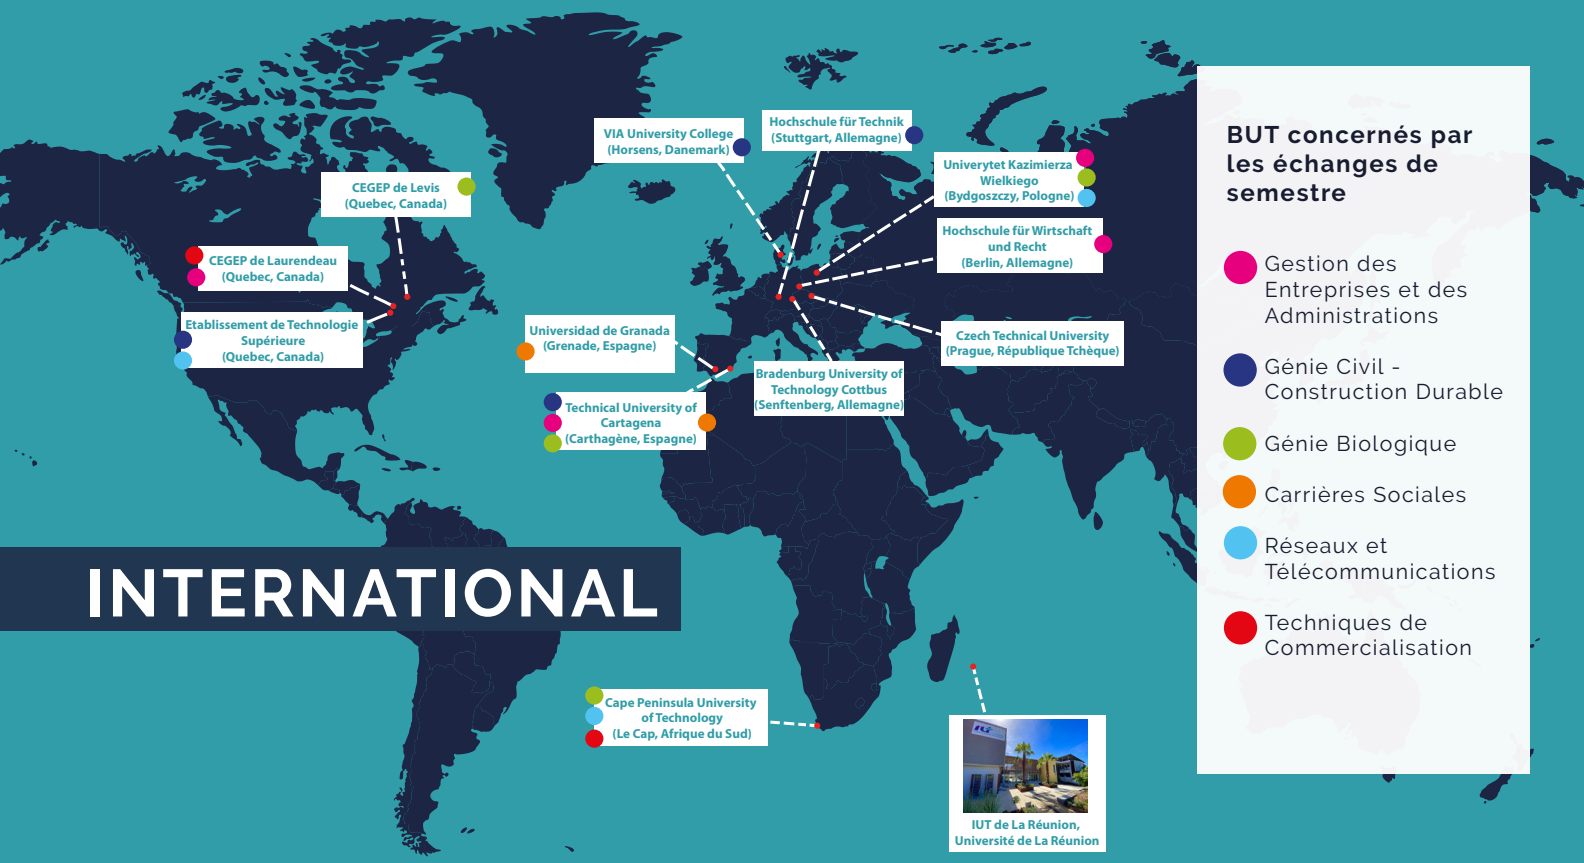 VIA University College
(Horsens, Danemark)
Hochschule für Technik
(Stuttgart, Allemagne)
Univerytet Kazimierza
Wielkiego
(Bydgoszczy, Pologne)
CEGEP de Levis
(Quebec, Canada)
Hochschule für Wirtschaft
und Recht
(Berlin, Allemagne)
CEGEP de Laurendeau
(Quebec, Canada)
Etablissement de Technologie
Supérieure
(Quebec, Canada)
Universidad de Granada
(Grenade, Espagne)
Czech Technical University
(Prague, République Tchèque)
Bradenburg University of
Technology Cottbus
(Senftenberg, Allemagne)
Technical University of
Cartagena
(Carthagène, Espagne)
INTERNATIONAL
Cape Peninsula University
of Technology
(Le Cap, Afrique du Sud)
IUT de La Réunion,
Université de La Réunion
BUT concernés par
les échanges de
semestre
Gestion des
Entreprises et des
Administrations
Génie Civil -
Construction Durable
Génie Biologique
Carrières Sociales
Réseaux et
Télécommunications
Techniques de
Commercialisation